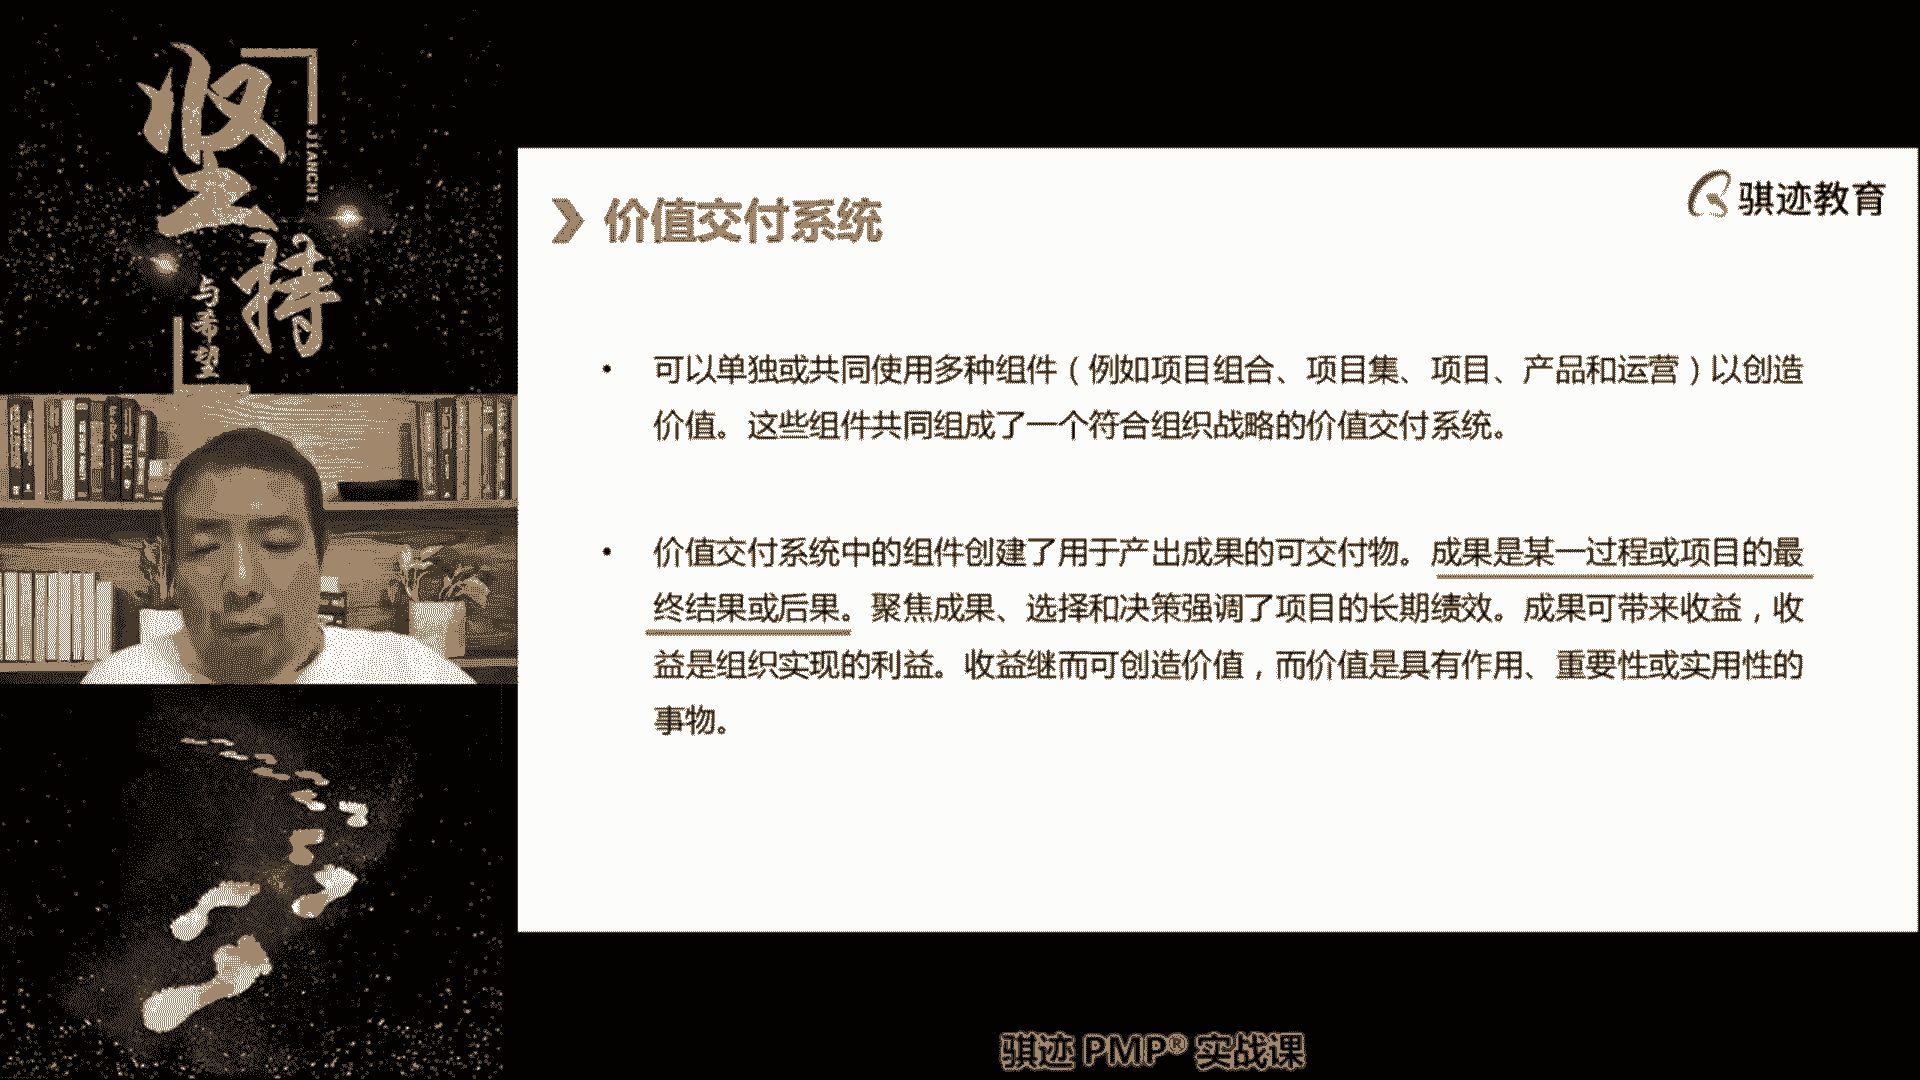 坚持
JIANCHI
与希望
骐迹教育
价值交付系统
• 可以单独或共同使用多种组件（例如项目组合、项目集、项目、产品和运营）以创造
价值。这些组件共同组成了一个符合组织战略的价值交付系统。
• 价值交付系统中的组件创建了用于产出成果的可交付物。成果是某一过程或项目的最
终结果或后果。聚焦成果、选择和决策强调了项目的长期绩效。成果可带来收益，收
益是组织实现的利益。收益继而可创造价值，而价值是具有作用、重要性或实用性的
事物。
骐迹 PMP® 实战课